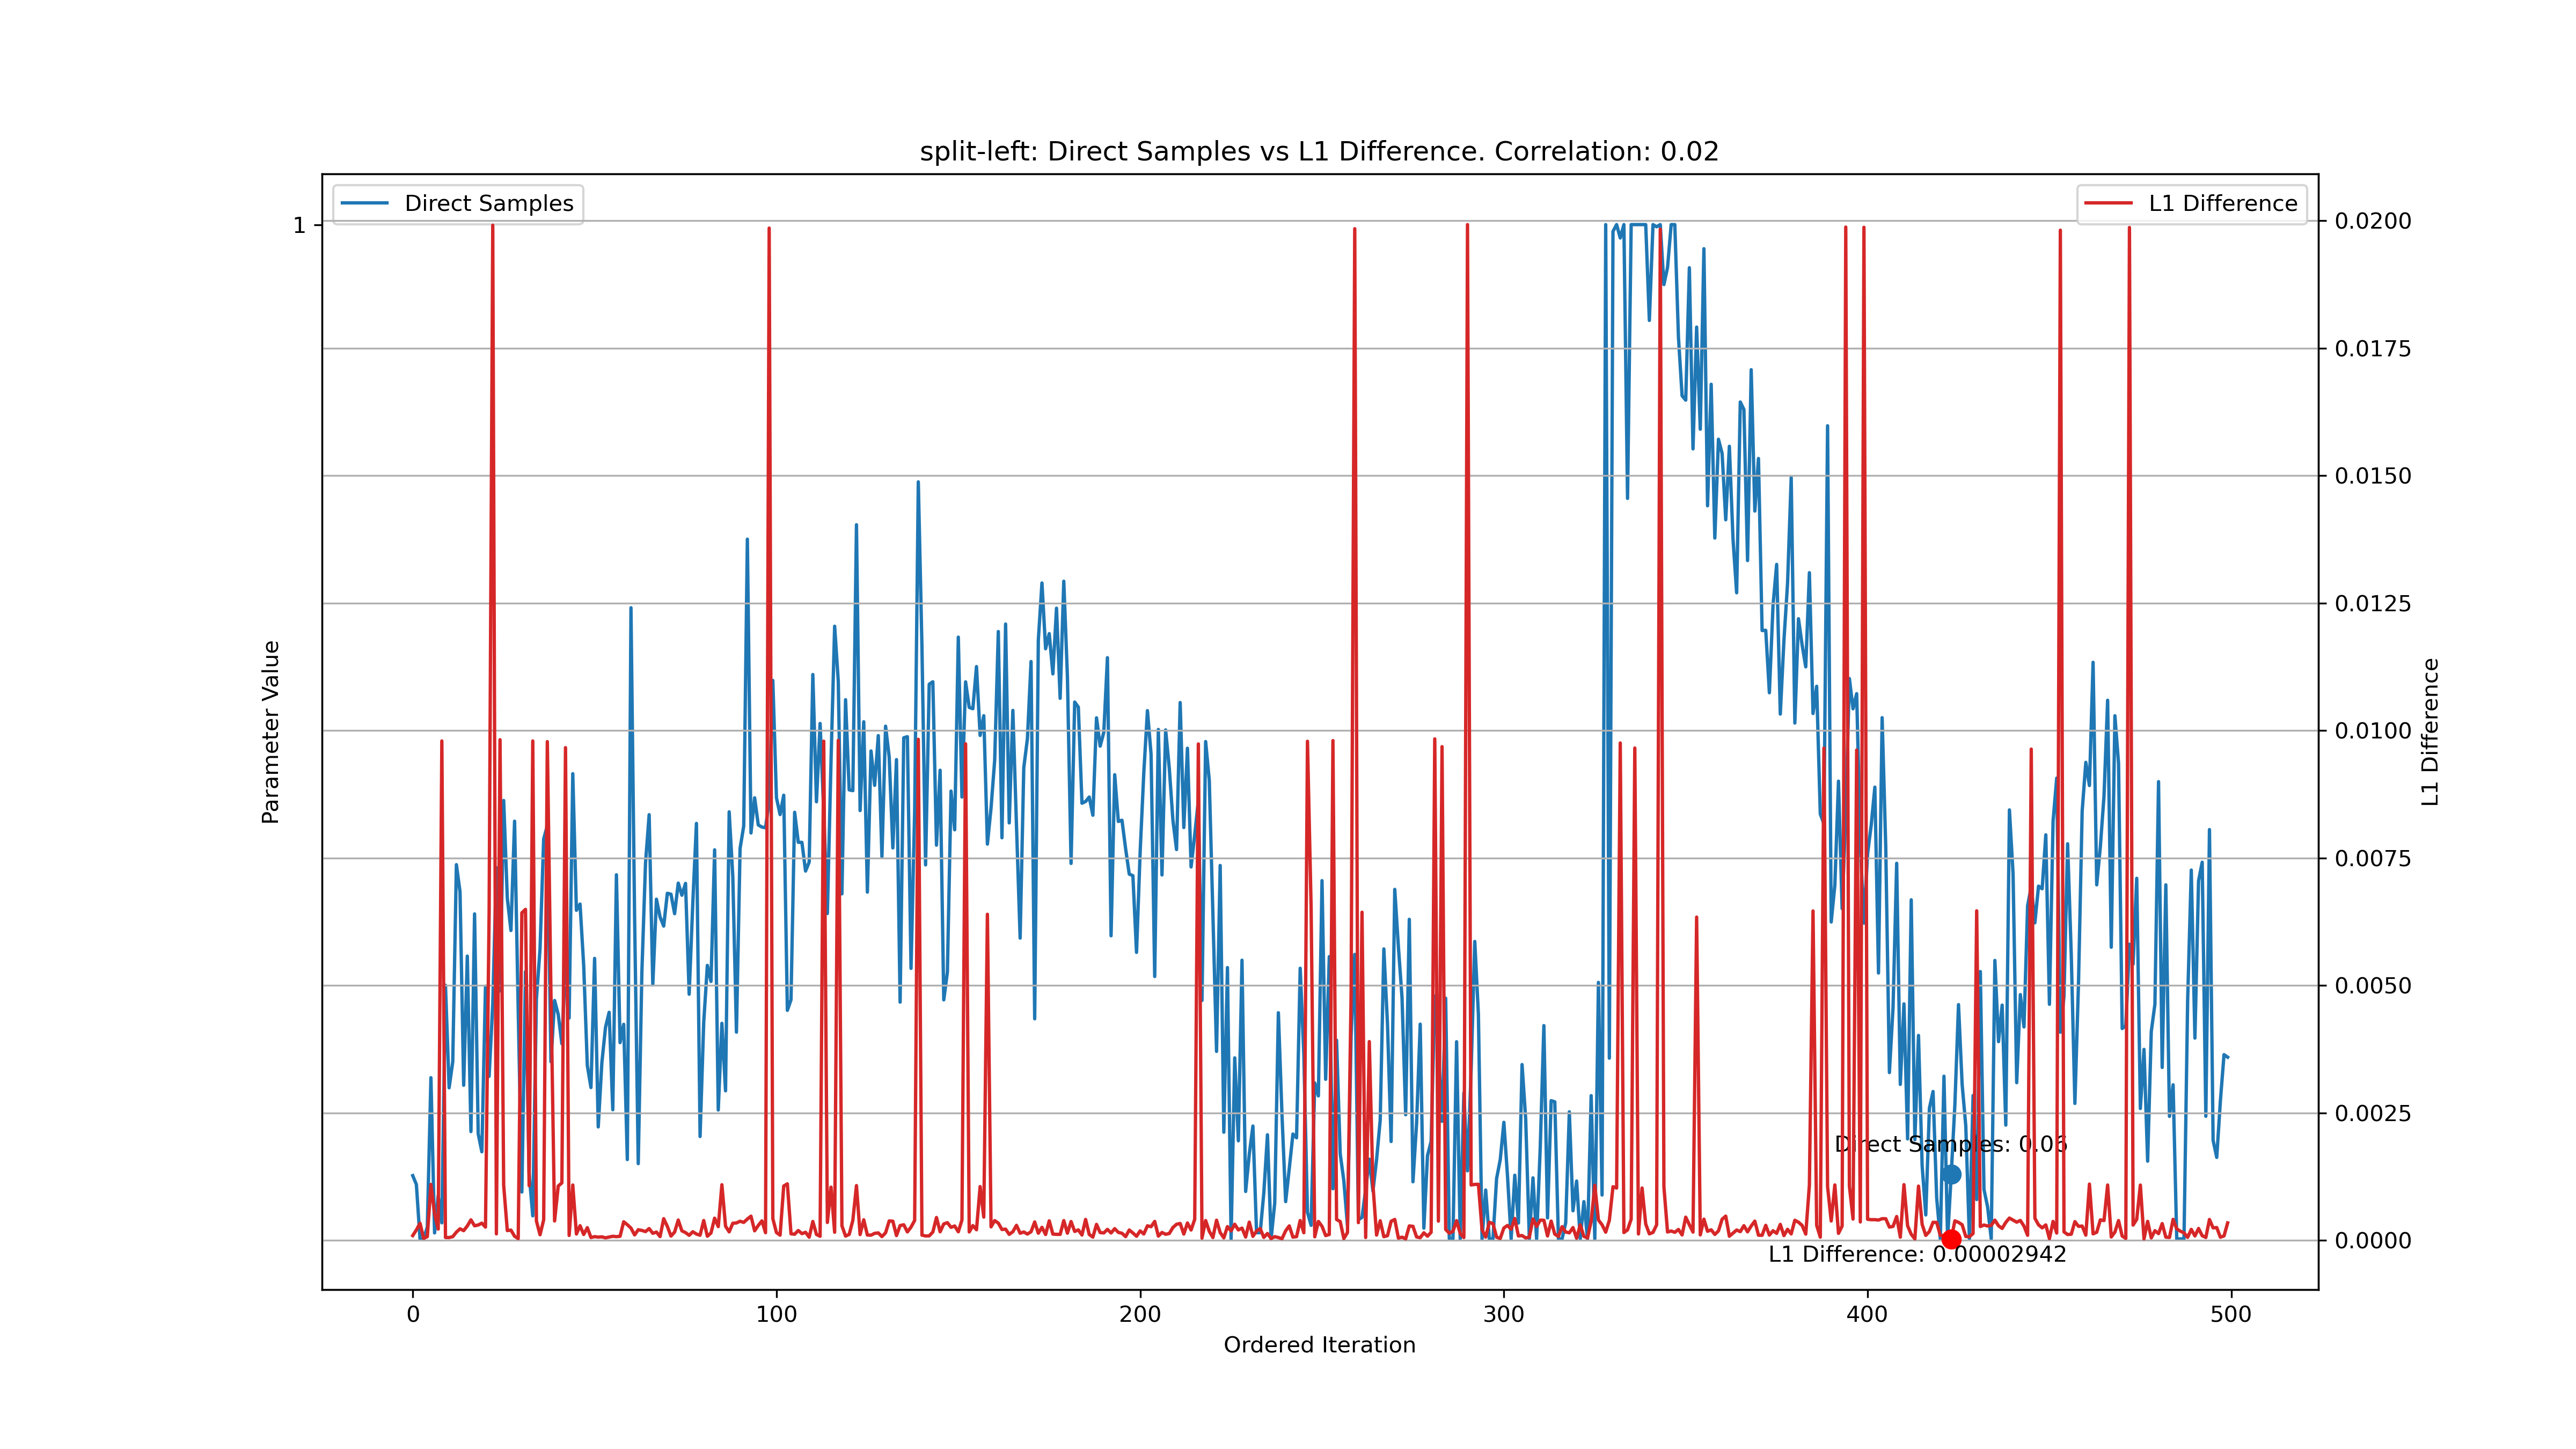 split-left: Direct Samples vs L1 Difference. Correlation: 0.02
Direct Samples
L1 Difference
1
0.0200
0.0175
0.0150
0.0125
0.0100
0.0075
0.0050
0.0025
0.0000
Parameter Value
L1 Difference
Direct Samples: 0.06
L1 Difference: 0.00002942
0 100 200 300 400 500
Ordered Iteration